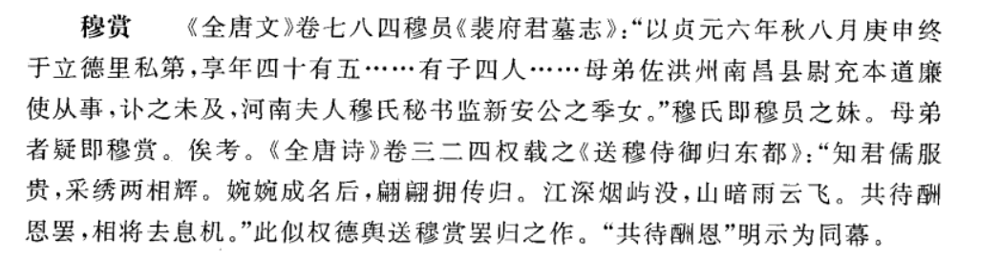 穆赏　《全唐文》卷七八四穆员《裴府君墓志》：“以贞元六年秋八月庚申终
于立德里私第，享年四十有五……有子四人……母弟佐洪州南昌县尉充本道廉
使从事，讣之未及，河南夫人穆氏秘书监新安公之季女。”穆氏即穆员之妹。母弟
者疑即穆赏。俟考。《全唐诗》卷三二四权载之《送穆侍御归东都》：“知君儒服
贵，采绣两相辉。婉婉成名后，翩翩拥传归。江深烟屿没，山暗雨云飞。共待酬
恩罢，相将去息机。”此似权德舆送穆赏罢归之作。“共待酬恩”明示为同幕。